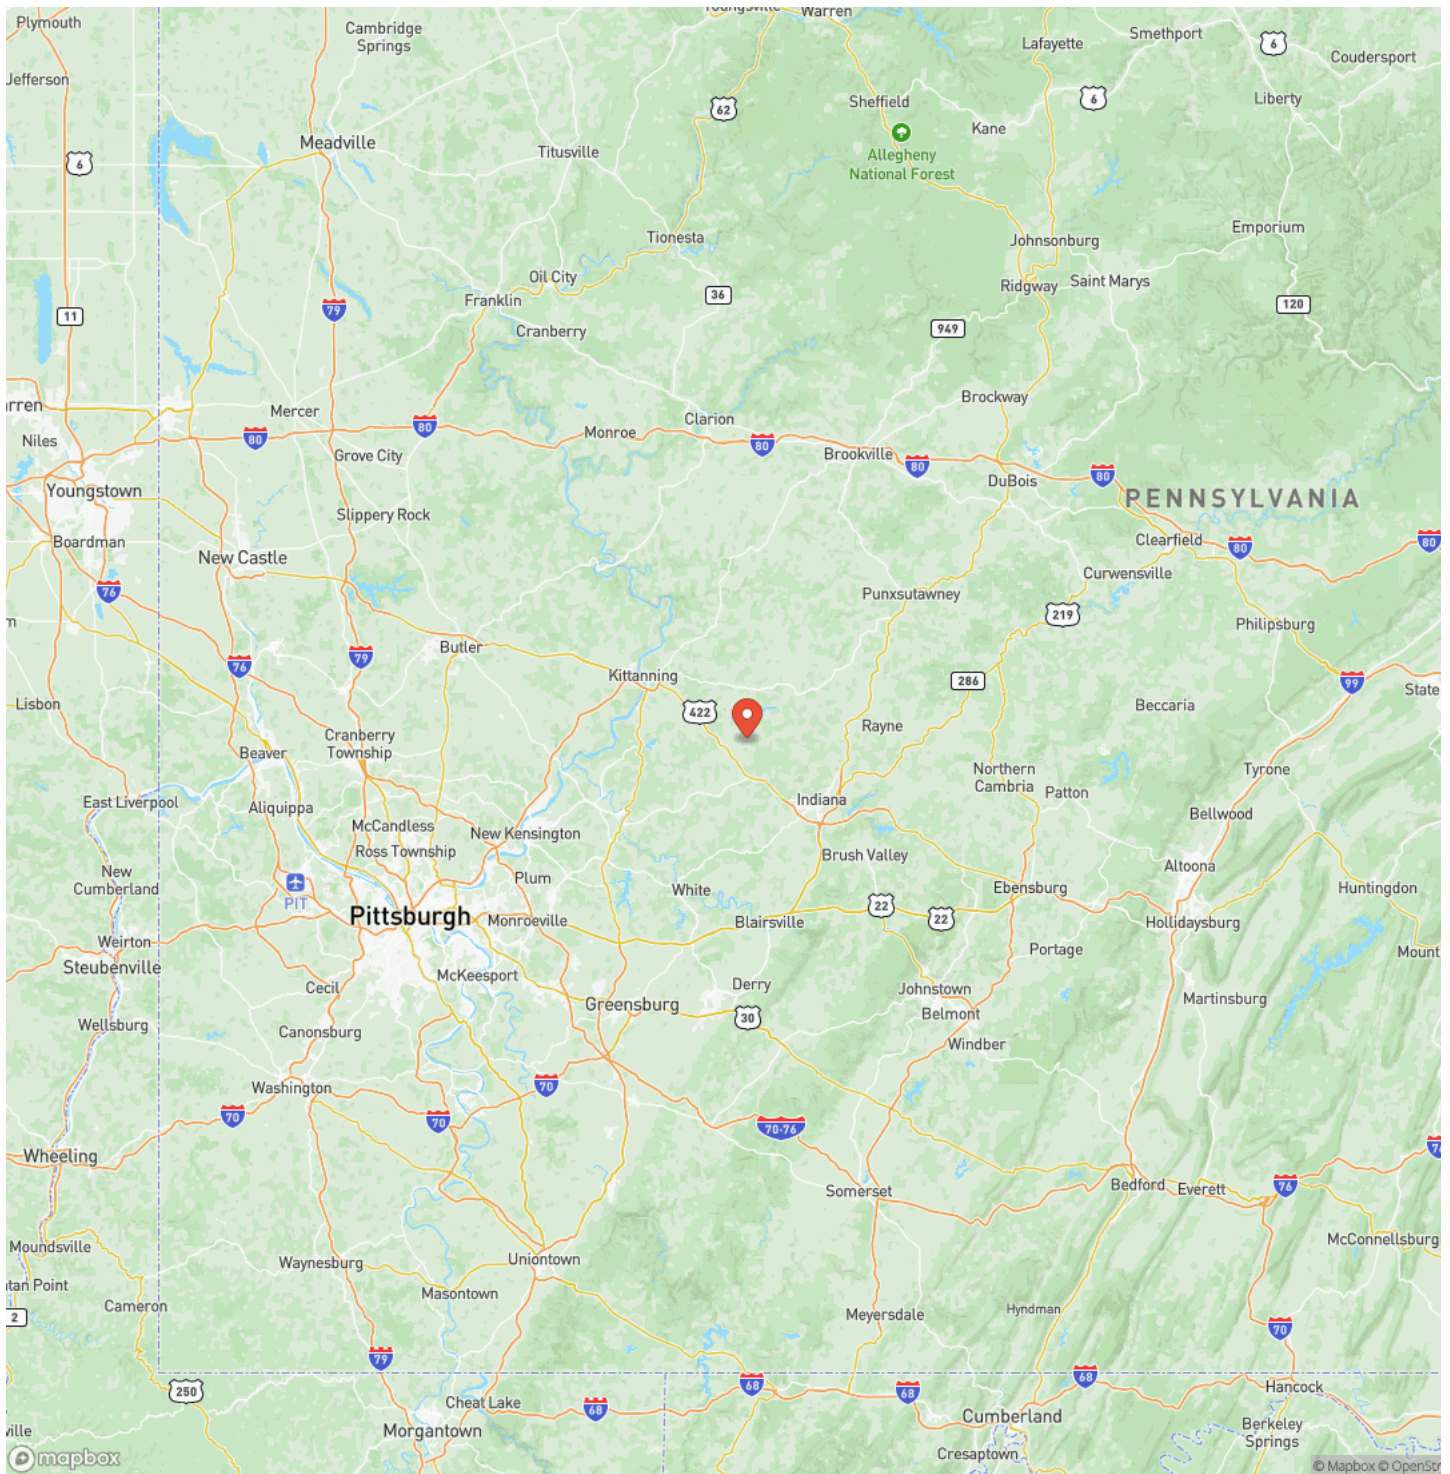 Plymouth
Cambridge
Springs
Youngsville
Warren
Lafayette
Smethport
6
Coudersport
Jefferson
62
Sheffield
6
Liberty
Kane
Meadville
Titusville
Allegheny
National Forest
6
Tionesta
Emporium
Johnsonburg
Oil City
Ridgway
Saint Marys
Franklin
36
79
120
11
Cranberry
949
Brockway
rren
Mercer
Clarion
80
Monroe
Niles
80
80
Grove City
Brookville
80
DuBois
80
Youngstown
PENNSYLVANIA
Slippery Rock
Boardman
New Castle
Clearfield
80
80
76
Curwensville
Punxsutawney
219
m
Philipsburg
Butler
79
76
Kittanning
286
99
State
Lisbon
422
Beccaria
Rayne
Cranberry
Township
Beaver
Northern
Cambria
Tyrone
Patton
East Liverpool
Aliquippa
Indiana
Bellwood
McCandless
New Kensington
Ross Township
Brush Valley
Altoona
New
Cumberland
PIT
Plum
White
Ebensburg
Huntingdon
22
22
Pittsburgh
Monroeville
Blairsville
Hollidaysburg
Weirton
Portage
Mount
Steubenville
McKeesport
Cecil
Derry
Johnstown
Martinsburg
Greensburg
Belmont
Wellsburg
Canonsburg
30
Windber
Washington
70
70
70
70-76
Wheeling
76
Somerset
Bedford
Everett
76
Moundsville
McConnellsburg
Waynesburg
Uniontown
tan Point
Masontown
Cameron
Meyersdale
Hyndman
2
70
79
250
68
68
68
Hancock
Cheat Lake
68
Cumberland
ville
Morgantown
Berkeley
Springs
Cresaptown
mapbox
© Mapbox © OpenStr